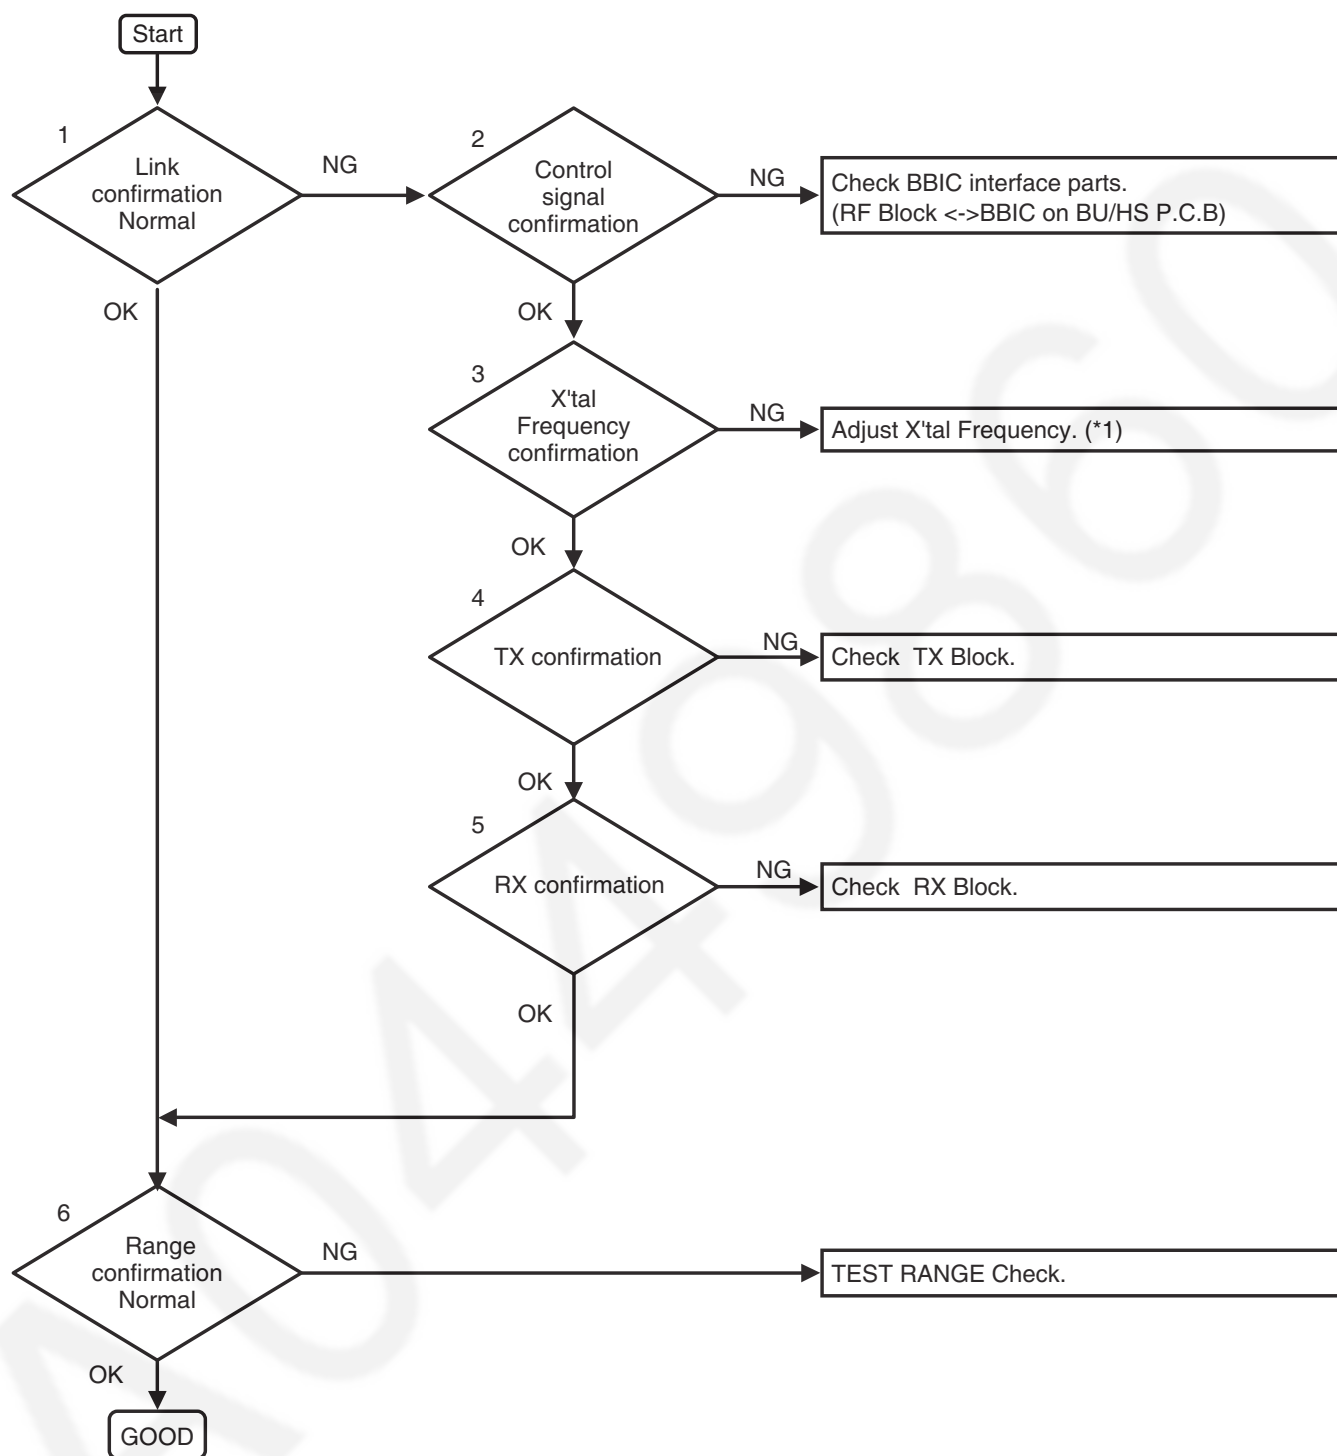 Start
1
Link
confirmation
Normal
NG
OK
2
Control
signal
confirmation
NG
Check BBIC interface parts.
(RF Block <->BBIC on BU/HS P.C.B)
OK
3
X'tal
Frequency
confirmation
NG
Adjust X'tal Frequency. (*1)
OK
4
TX confirmation
NG
Check TX Block.
OK
5
RX confirmation
NG
Check RX Block.
OK
6
Range
confirmation
Normal
NG
TEST RANGE Check.
OK
GOOD
A0449860